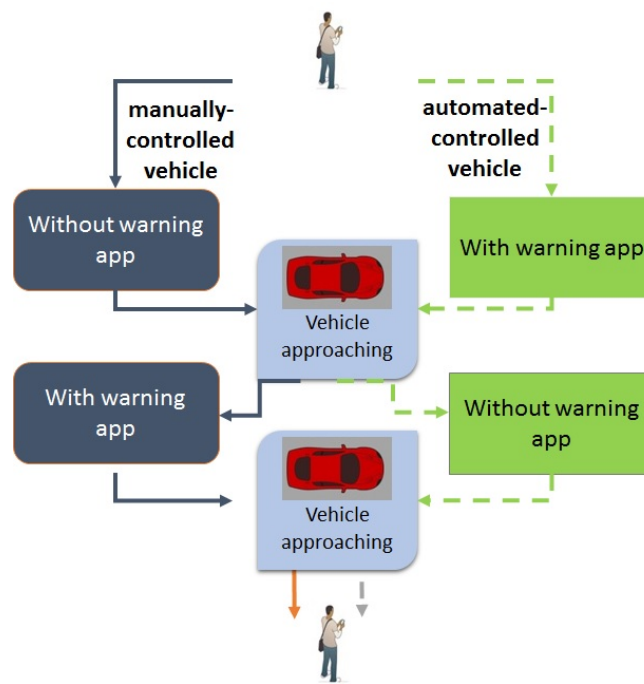 manually-
controlled
vehicle
automated-
controlled
vehicle
Without warning
app
With warning app
Vehicle
approaching
With warning
app
Without warning
app
Vehicle
approaching